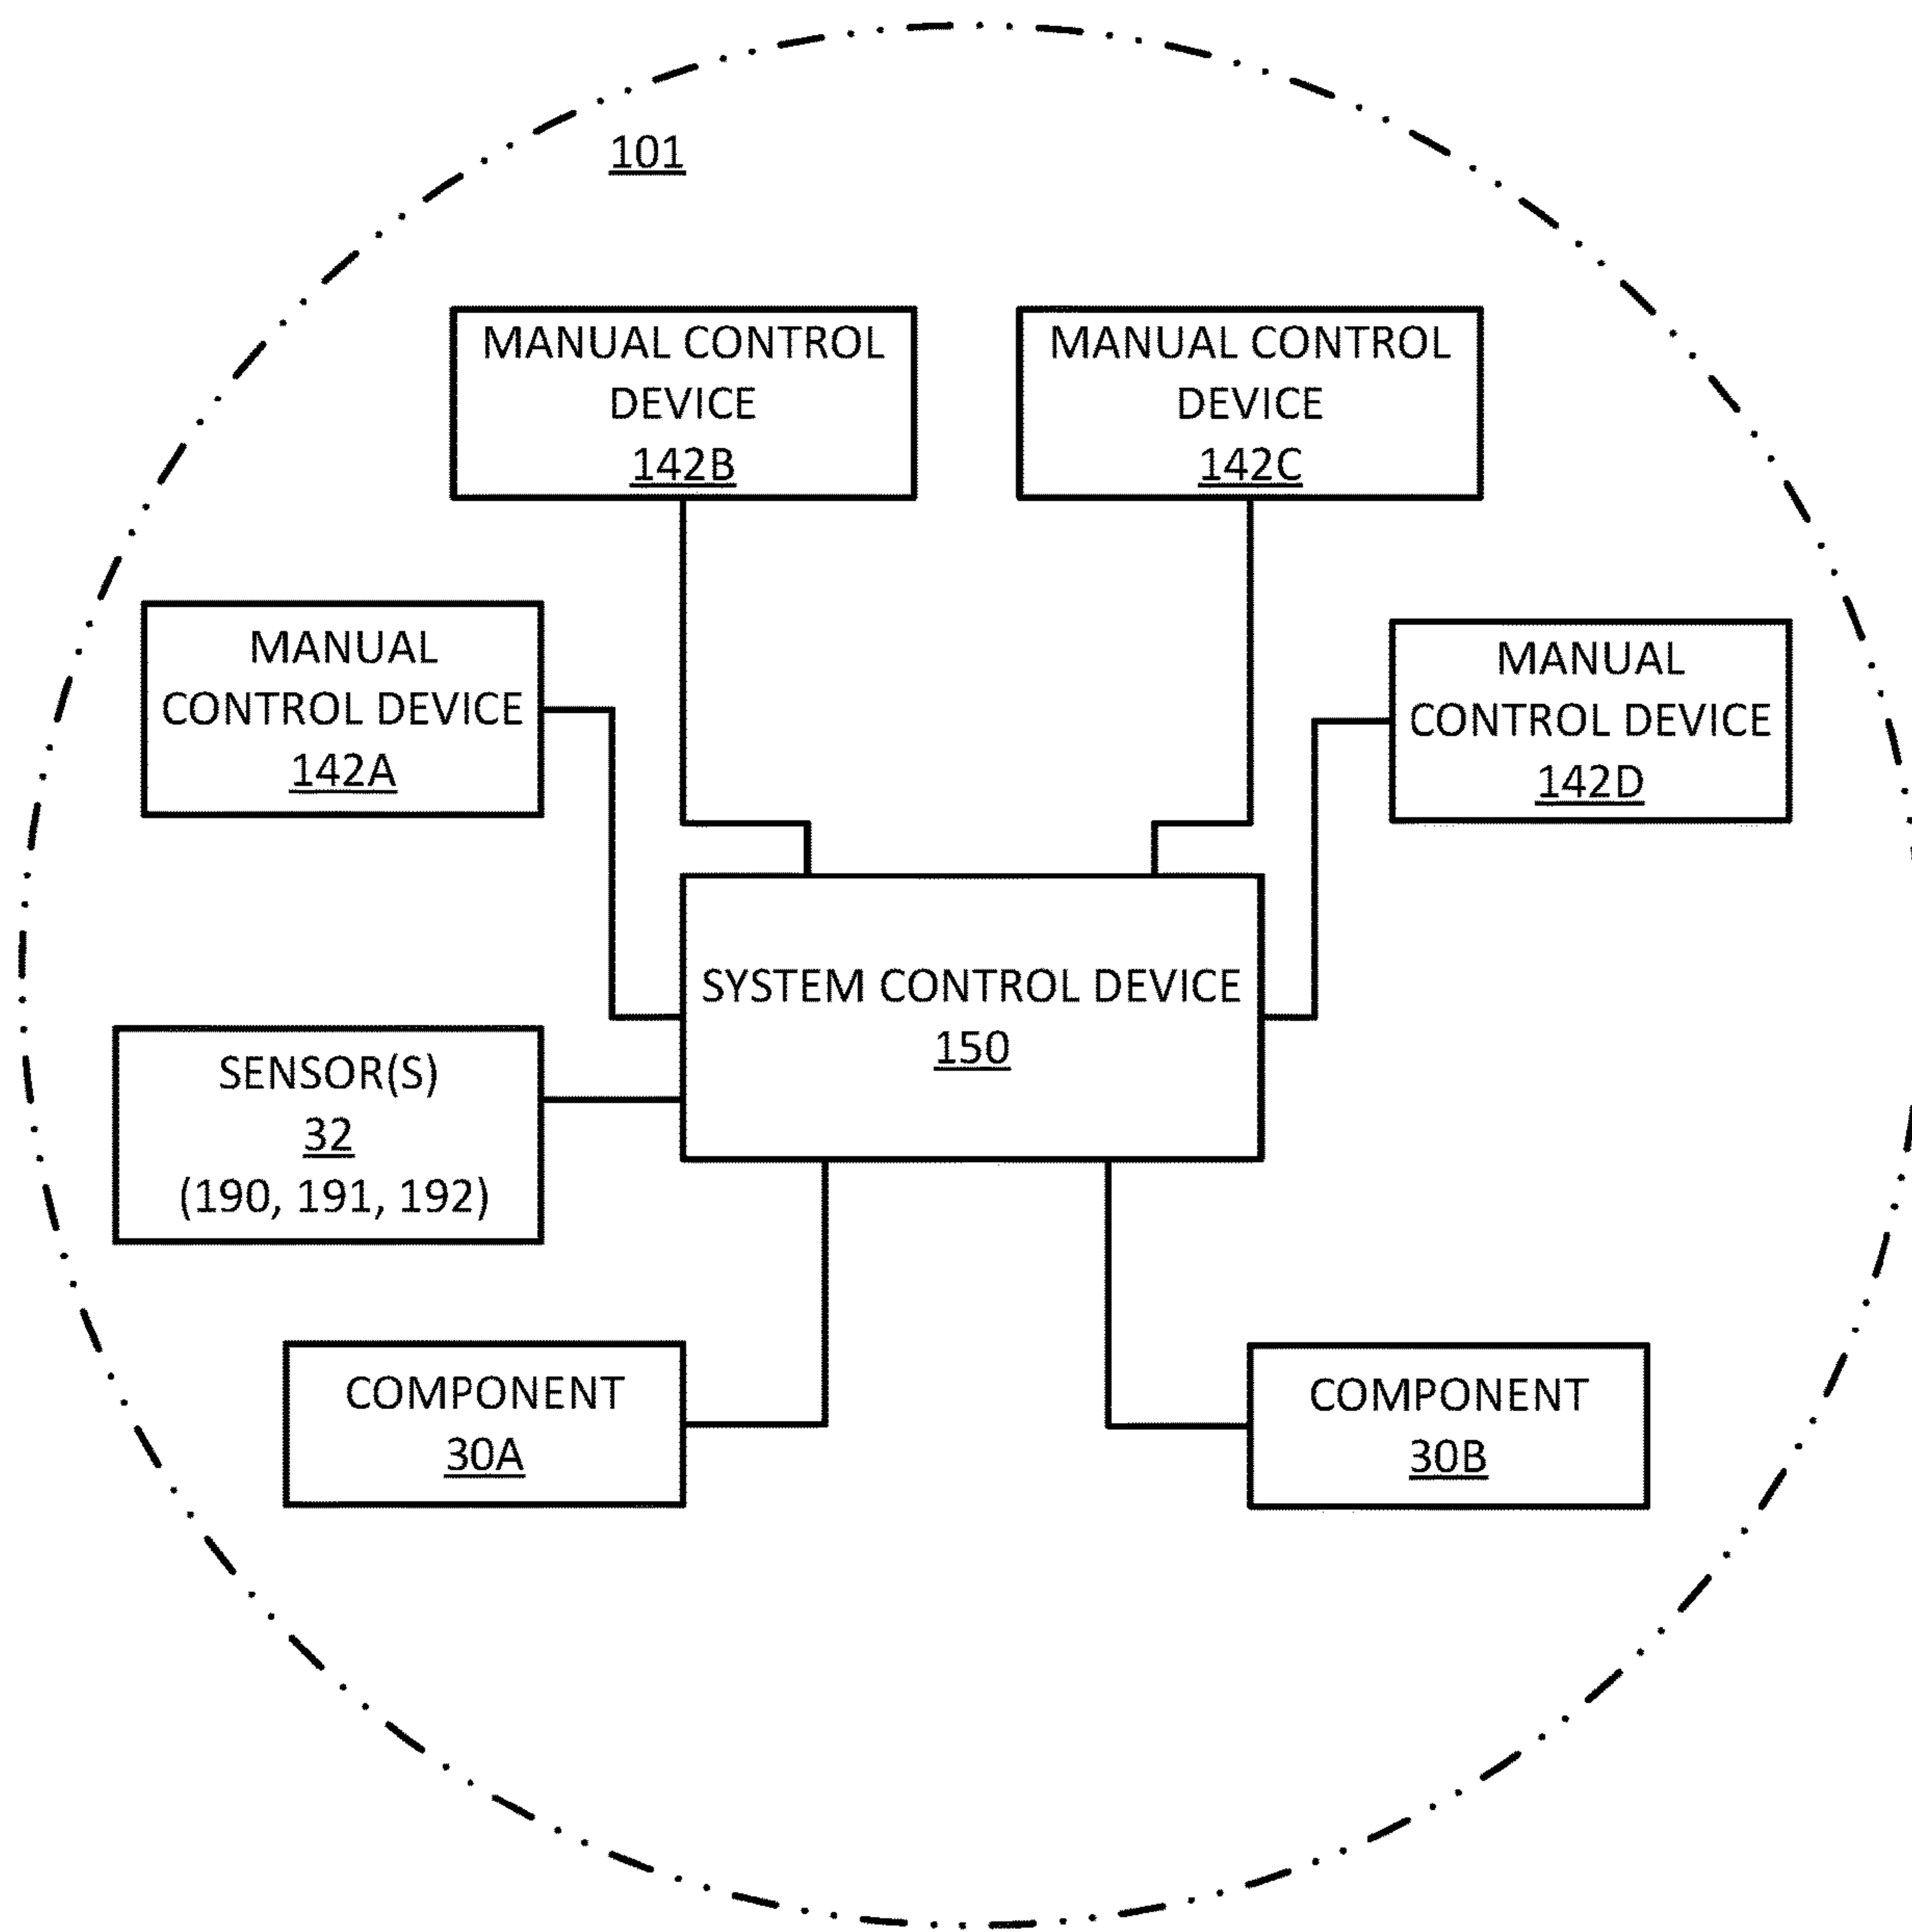 101
MANUAL CONTROL
DEVICE
142B
MANUAL CONTROL
DEVICE
142C
MANUAL
CONTROL DEVICE
142A
MANUAL
CONTROL DEVICE
142D
SYSTEM CONTROL DEVICE
150
SENSOR(S)
32
(190, 191, 192)
COMPONENT
30A
COMPONENT
30B